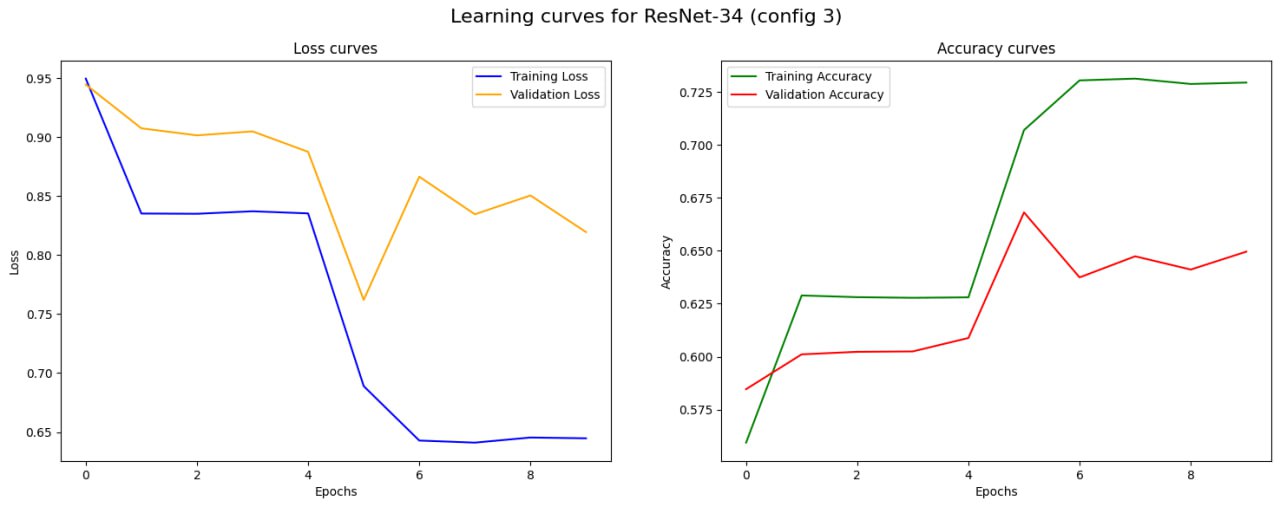 Learning curves for ResNet-34 (config 3)
Loss curves
Training Loss
Validation Loss
0.95
0.90
0.85
0.80
0.75
0.70
0.65
Loss
0 2 4 6 8
Epochs
Accuracy curves
Training Accuracy
Validation Accuracy
0.725
0.700
0.675
0.650
0.625
0.600
0.575
Accuracy
0 2 4 6 8
Epochs